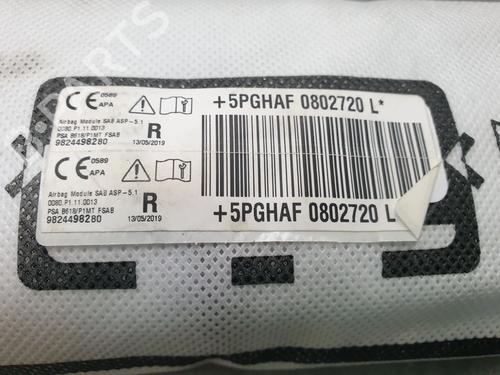 CE 0589
APA
+5PGHAF 0802720 L*
Airbag Module SAB ASP-5.1
0080.P1.11.0013
PSA B618/P1MT FSAB
9824498280
R
13/05/2019
CE 0589
APA
Airbag Module SAB ASP-5.1
0080.P1.11.0013
PSA B618/P1MT FSAB
9824498280
R
13/05/2019
+5PGHAF 0802720 L